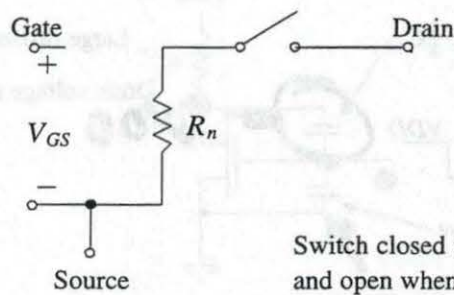 Gate
Drain
+
V_GS
R_n
−
Source
Switch closed
and open when